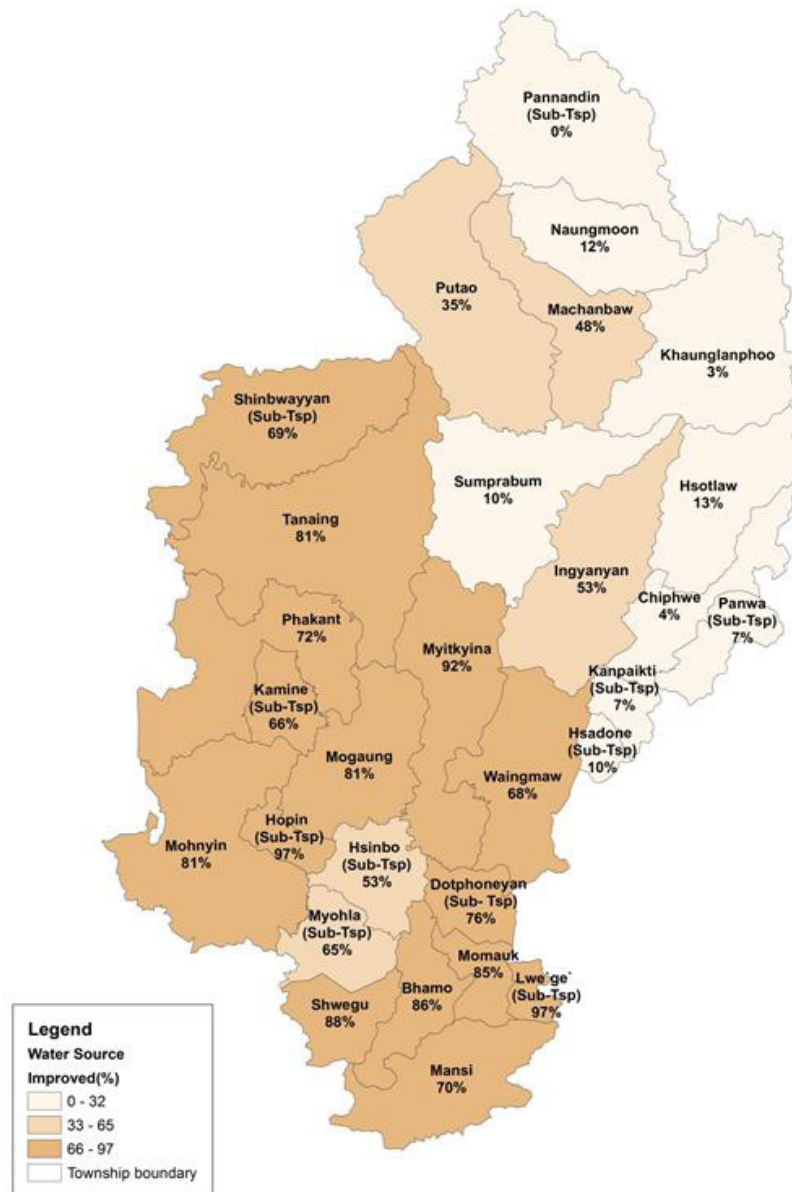 Pannandin
(Sub-Tsp)
0%
Naungmoon
12%
Putao
35%
Machanbaw
48%
Khaunglanphoo
3%
Shinbwayyan
(Sub-Tsp)
69%
Sumprabum
10%
Hsotlaw
13%
Tanaing
81%
Ingyanyan
53%
Chiphwe
4%
Panwa
(Sub-Tsp)
7%
Phakant
72%
Myitkyina
92%
Kanpaikti
(Sub-Tsp)
7%
Kamine
(Sub-Tsp)
66%
Hsadone
(Sub-Tsp)
10%
Mogaung
81%
Waingmaw
68%
Hopin
(Sub-Tsp)
97%
Mohnyin
81%
Hsinbo
(Sub-Tsp)
53%
Dotphoneyan
(Sub- Tsp)
76%
Myohla
(Sub-Tsp)
65%
Momauk
85%
Lwe`ge`
(Sub-Tsp)
97%
Bhamo
86%
Shwegu
88%
Mansi
70%
Legend
Water Source
Improved(%)
0 - 32
33 - 65
66 - 97
Township boundary